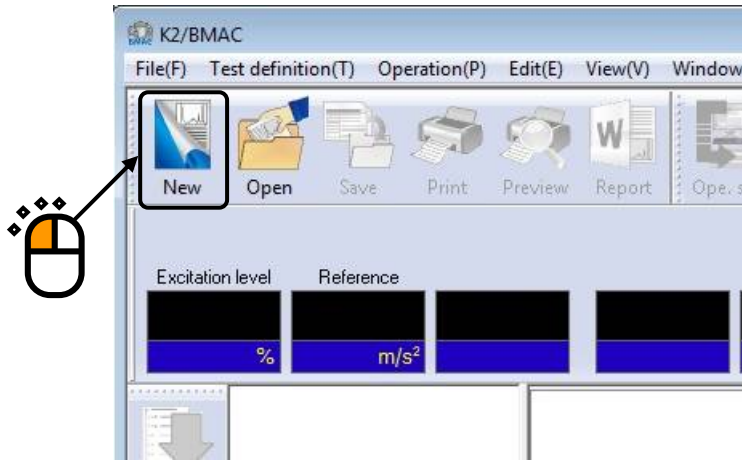 K2/BMAC
File(F) Test definition(T) Operation(P) Edit(E) View(V) Window
New Open Save Print Preview Report Ope. s
Excitation level Reference
% m/s²